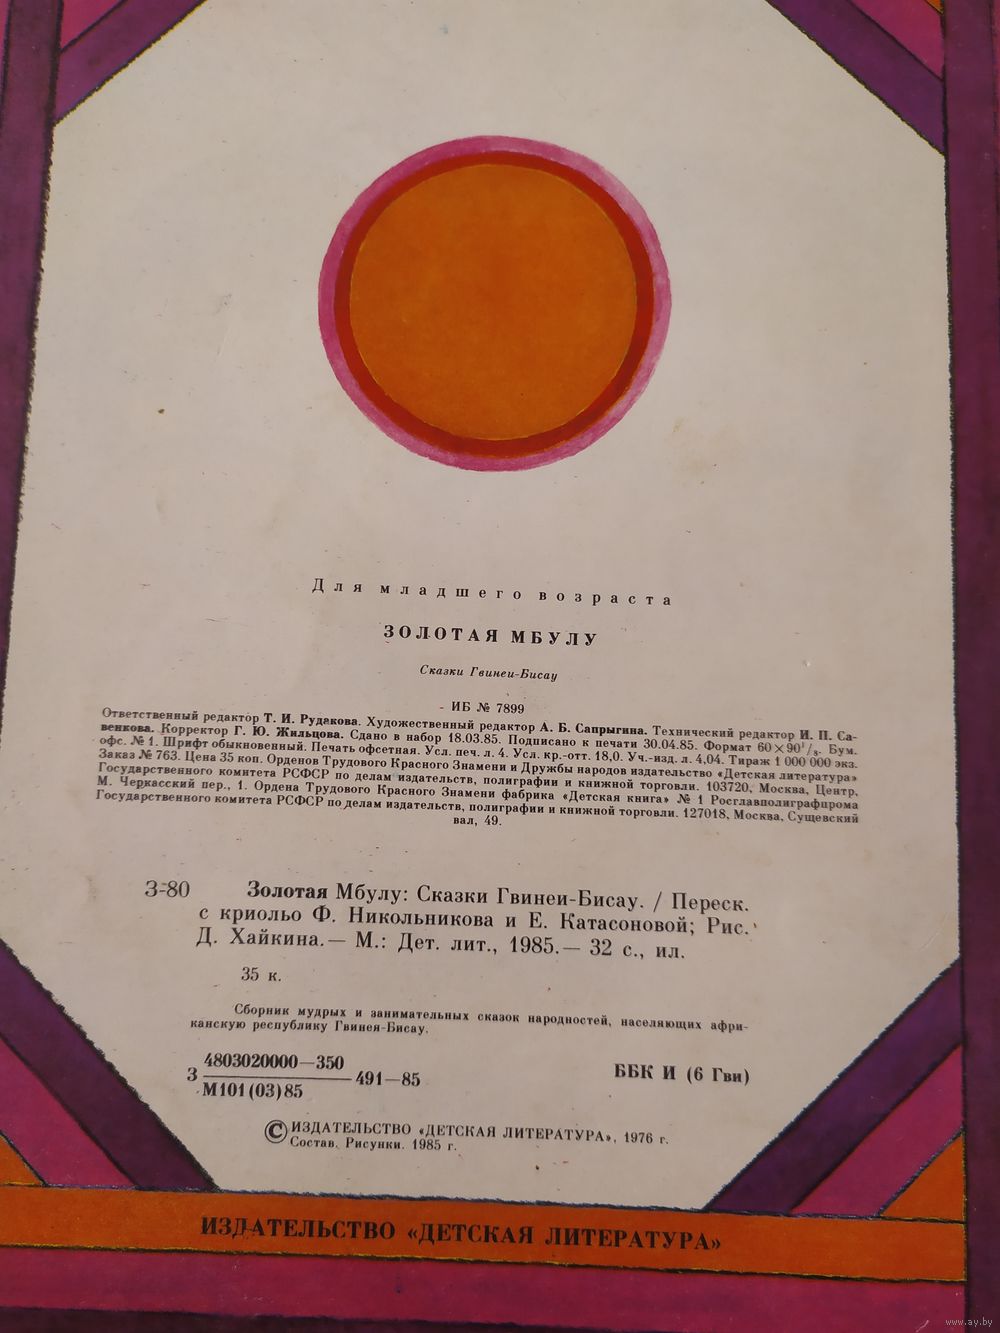 Для младшего возраста
ЗОЛОТАЯ МБУЛУ
Сказки Гвинеи-Бисау
ИБ № 7899
Ответственный редактор Т. И. Рудакова. Художественный редактор А. Б. Сапрыгина. Технический редактор И. П. Са-
венкова. Корректор Г. Ю. Жильцова. Сдано в набор 18.03.85. Подписано к печати 30.04.85. Формат 60×90¹/₈. Бум.
офс. № 1. Шрифт обыкновенный. Печать офсетная. Усл. печ. л. 4. Усл. кр.-отт. 18,0. Уч.-изд. л. 4,04. Тираж 1 000 000 экз.
Заказ № 763. Цена 35 коп. Орденов Трудового Красного Знамени и Дружбы народов издательство «Детская литература»
Государственного комитета РСФСР по делам издательств, полиграфии и книжной торговли. 103720, Москва, Центр,
М. Черкасский пер., 1. Ордена Трудового Красного Знамени фабрика «Детская книга» № 1 Росглавполиграфпрома
Государственного комитета РСФСР по делам издательств, полиграфии и книжной торговли. 127018, Москва, Сущевский
вал, 49.
З-80 Золотая Мбулу: Сказки Гвинеи-Бисау. / Переск.
с криольо Ф. Никольникова и Е. Катасоновой; Рис.
Д. Хайкина.— М.: Дет. лит., 1985.— 32 с., ил.
35 к.
Сборник мудрых и занимательных сказок народностей, населяющих афри-
канскую республику Гвинея-Бисау.
4803020000—350
З 491—85
М101(03)85
ББК И (6 Гви)
© ИЗДАТЕЛЬСТВО «ДЕТСКАЯ ЛИТЕРАТУРА», 1976 г.
Состав. Рисунки. 1985 г.
ИЗДАТЕЛЬСТВО «ДЕТСКАЯ ЛИТЕРАТУРА»
www.ay.by